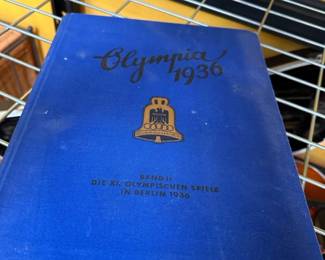 Olympia
1936
BAND II
DIE XI. OLYMPISCHEN SPIELE
IN BERLIN 1936